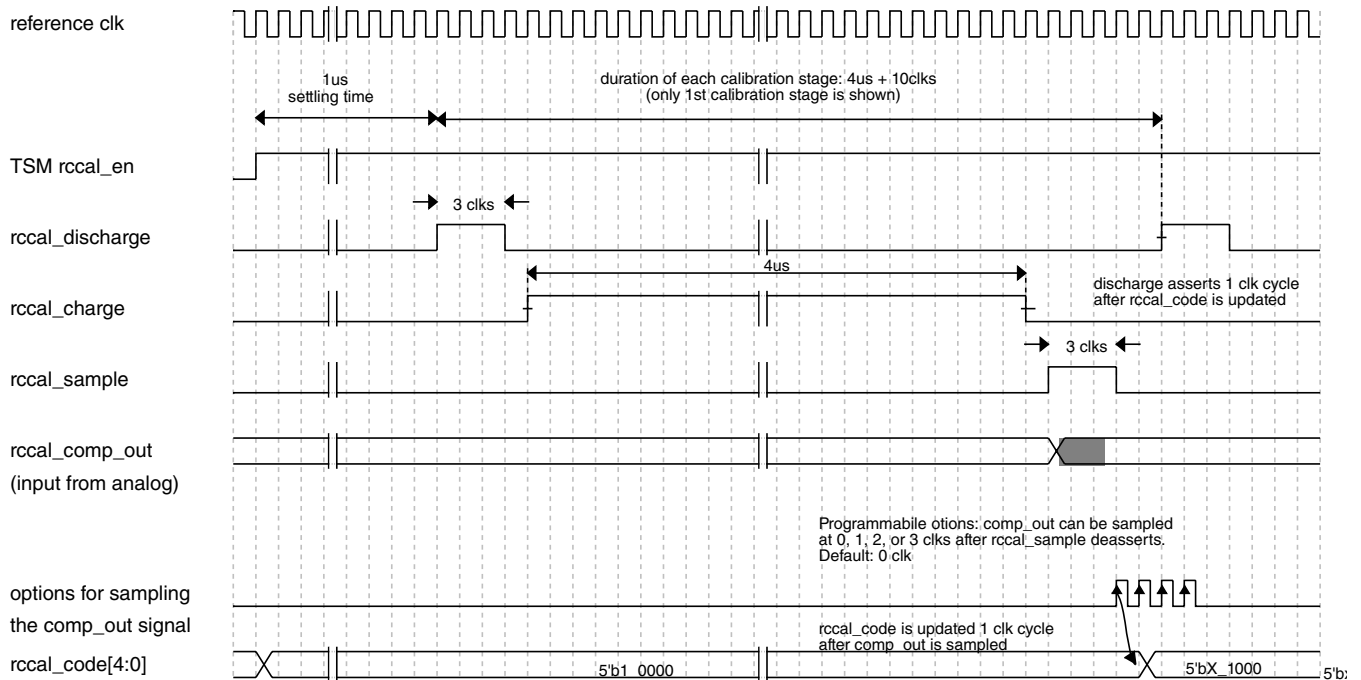 reference clk
1us
settling time
duration of each calibration stage: 4us + 10clks
(only 1st calibration stage is shown)
TSM rccal_en
3 clks
rccal_discharge
4us
discharge asserts 1 clk cycle
after rccal_code is updated
rccal_charge
3 clks
rccal_sample
rccal_comp_out
(input from analog)
Programmabile otions: comp_out can be sampled
at 0, 1, 2, or 3 clks after rccal_sample deasserts.
Default: 0 clk
options for sampling
the comp_out signal
rccal_code is updated 1 clk cycle
after comp_out is sampled
rccal_code[4:0]
5'b1_0000
5'bX_1000